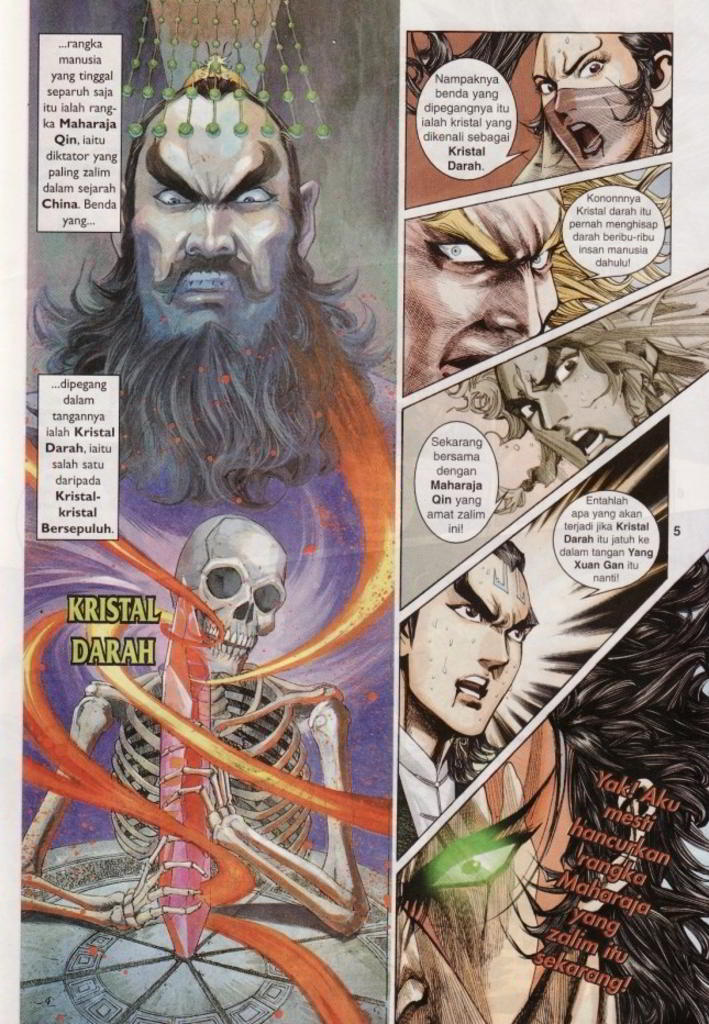 ...rangka
manusia
yang tinggal
separuh saja
itu ialah rang-
ka Maharaja
Qin, iaitu
diktator yang
paling zalim
dalam sejarah
China. Benda
yang...
...dipegang
dalam
tangannya
ialah Kristal
Darah, iaitu
salah satu
daripada
Kristal-
kristal
Bersepuluh.
KRISTAL
DARAH
Nampaknya
benda yang
dipegangnya itu
ialah kristal yang
dikenali sebagai
Kristal
Darah.
Kononnnya
Kristal darah itu
pernah menghisap
darah beribu-ribu
insan manusia
dahulu!
Sekarang
bersama
dengan
Maharaja
Qin yang
amat zalim
ini!
Entahlah
apa yang akan
terjadi jika Kristal
Darah itu jatuh ke
dalam tangan Yang
Xuan Gan itu
nanti!
5
Yak! Aku
mesti
hancurkan
rangka
Maharaja
yang
zalim itu
sekarang!